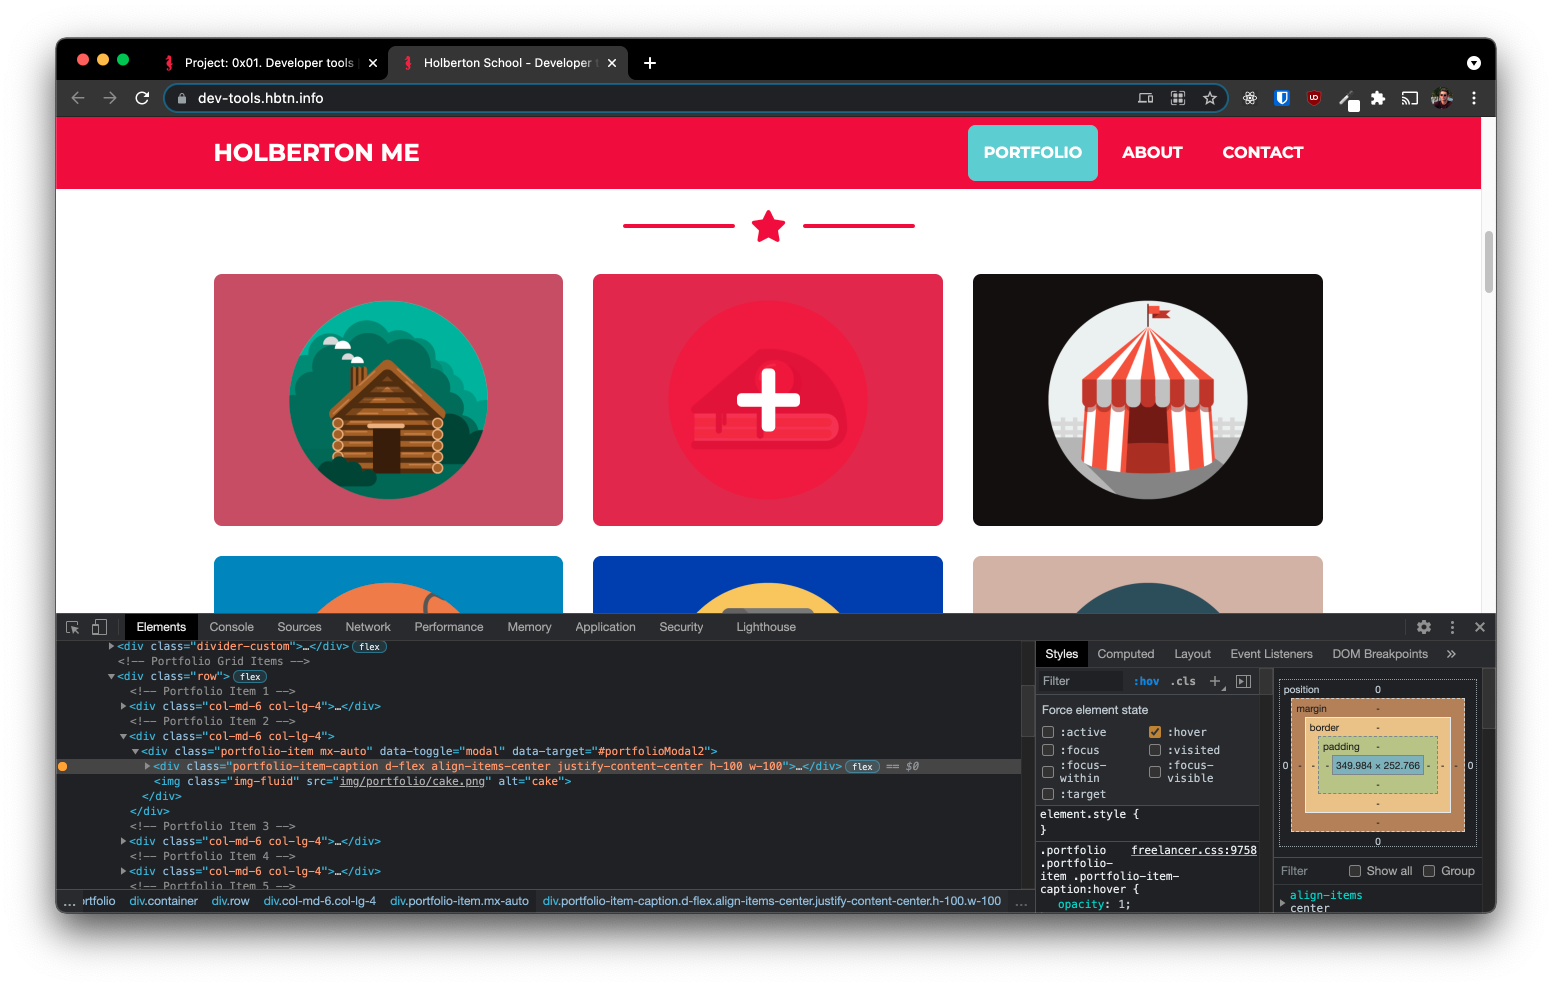 Project: 0x01. Developer tools
Holberton School - Developer t
dev-tools.hbtn.info
HOLBERTON ME
PORTFOLIO
ABOUT
CONTACT
Elements
Console
Sources
Network
Performance
Memory
Application
Security
Lighthouse
<div class="divider-custom">…</div> flex
<!-- Portfolio Grid Items -->
<div class="row"> flex
<!-- Portfolio Item 1 -->
<div class="col-md-6 col-lg-4">…</div>
<!-- Portfolio Item 2 -->
<div class="col-md-6 col-lg-4">
<div class="portfolio-item mx-auto" data-toggle="modal" data-target="#portfolioModal2">
<div class="portfolio-item-caption d-flex align-items-center justify-content-center h-100 w-100">…</div> flex == $0
<img class="img-fluid" src="img/portfolio/cake.png" alt="cake">
</div>
</div>
<!-- Portfolio Item 3 -->
<div class="col-md-6 col-lg-4">…</div>
<!-- Portfolio Item 4 -->
<div class="col-md-6 col-lg-4">…</div>
<!-- Portfolio Item 5 -->
… rtfolio div.container div.row div.col-md-6.col-lg-4 div.portfolio-item.mx-auto div.portfolio-item-caption.d-flex.align-items-center.justify-content-center.h-100.w-100 …
Styles
Computed
Layout
Event Listeners
DOM Breakpoints
»
Filter :hov .cls +
Force element state
:active
:hover
:focus
:visited
:focus-
within
:focus-
visible
:target
element.style {
}
.portfolio freelancer.css:9758
.portfolio-
item .portfolio-item-
caption:hover {
opacity: 1;
position 0
margin -
border -
padding -
0 - - - 349.984 × 252.766 - - - 0
-
-
-
0
Filter Show all Group
align-items
center